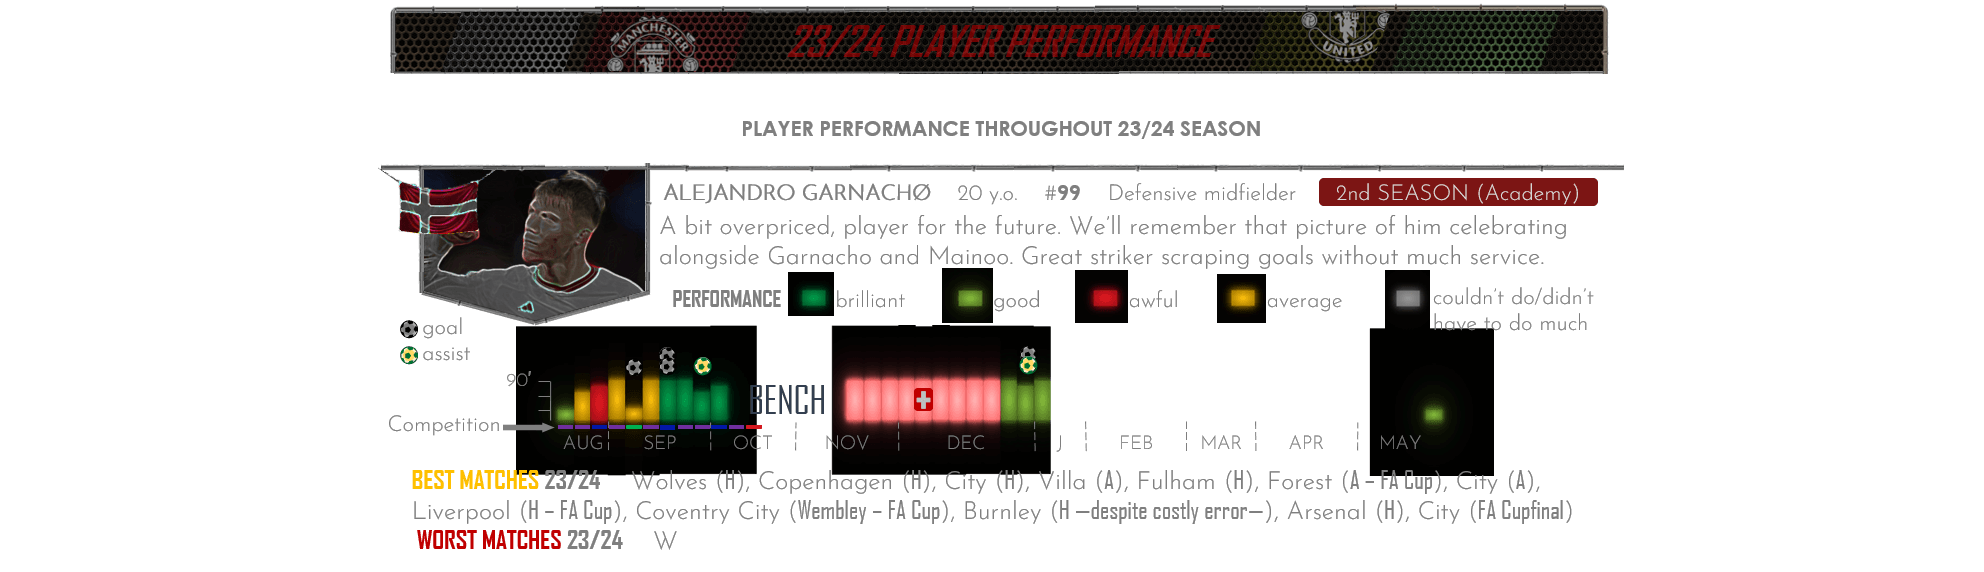 MANCHESTER
23/24 PLAYER PERFORMANCE
UNITED
PLAYER PERFORMANCE THROUGHOUT 23/24 SEASON
ALEJANDRO GARNACHØ 20 y.o. #99 Defensive midfielder 2nd SEASON (Academy)
A bit overpriced, player for the future. We'll remember that picture of him celebrating
alongside Garnacho and Mainoo. Great striker scraping goals without much service.
PERFORMANCE brilliant good awful average couldn't do/didn't
have to do much
goal
assist
90'
BENCH
Competition
AUG SEP OCT NOV DEC J FEB MAR APR MAY
BEST MATCHES 23/24 Wolves (H), Copenhagen (H), City (H), Villa (A), Fulham (H), Forest (A – FA Cup), City (A),
Liverpool (H – FA Cup), Coventry City (Wembley – FA Cup), Burnley (H —despite costly error—), Arsenal (H), City (FA Cupfinal)
WORST MATCHES 23/24 W